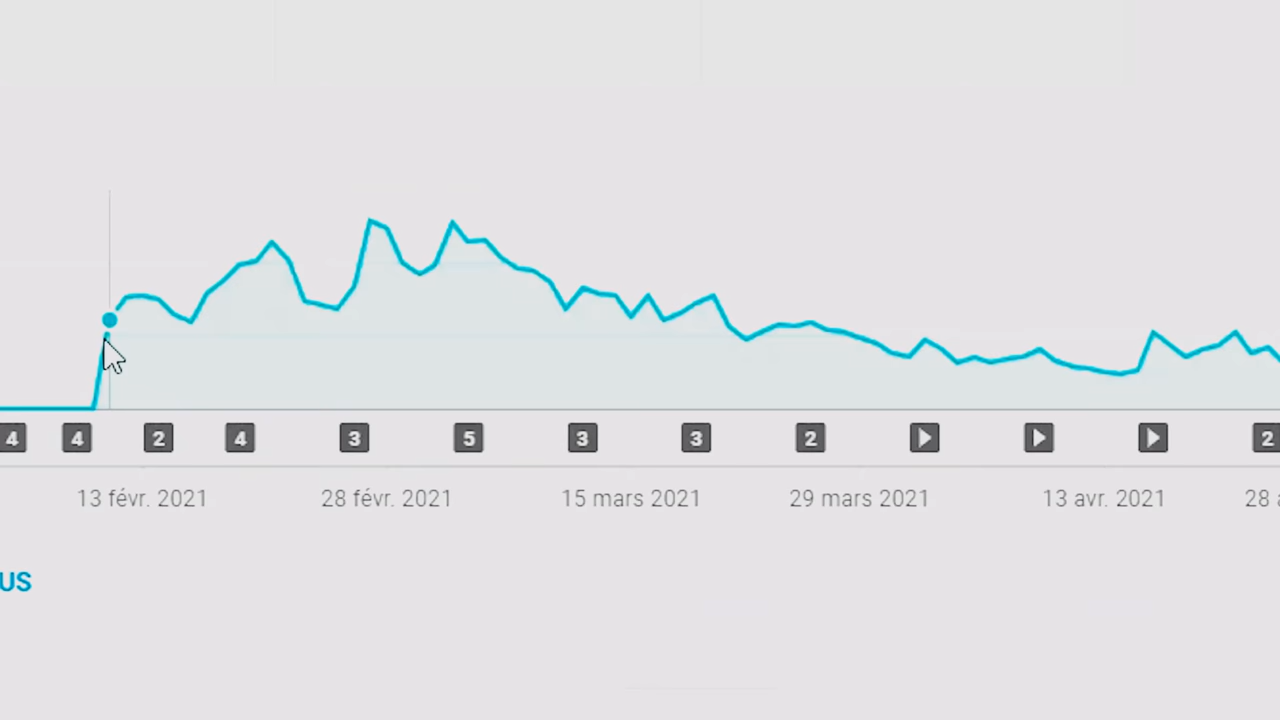 4 4 2 4 3 5 3 3 2 2
13 févr. 2021 28 févr. 2021 15 mars 2021 29 mars 2021 13 avr. 2021 28
US